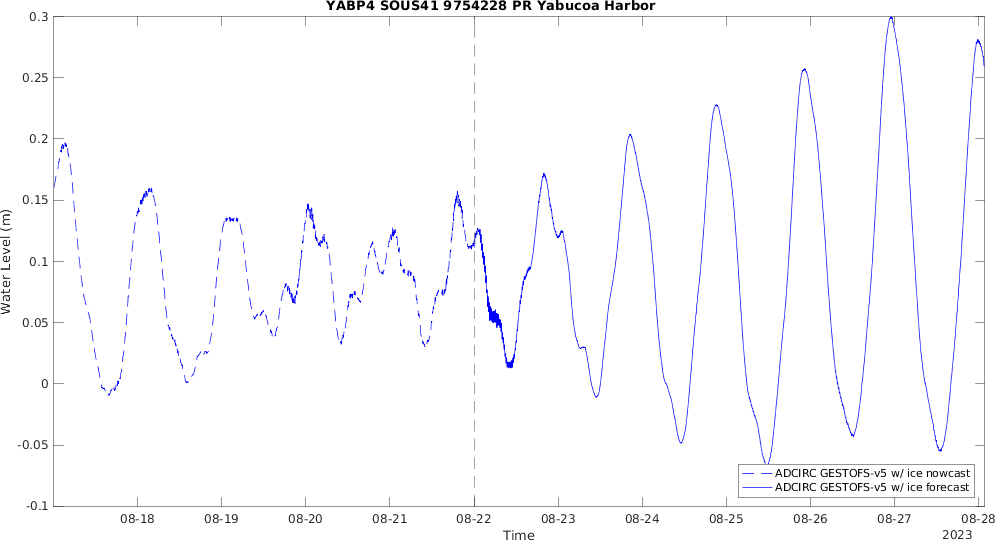 YABP4 SOUS41 9754228 PR Yabucoa Harbor
0.3
0.25
0.2
0.15
0.1
0.05
0
-0.05
-0.1
Water Level (m)
08-18 08-19 08-20 08-21 08-22 08-23 08-24 08-25 08-26 08-27 08-28
Time
2023
ADCIRC GESTOFS-v5 w/ ice nowcast
ADCIRC GESTOFS-v5 w/ ice forecast